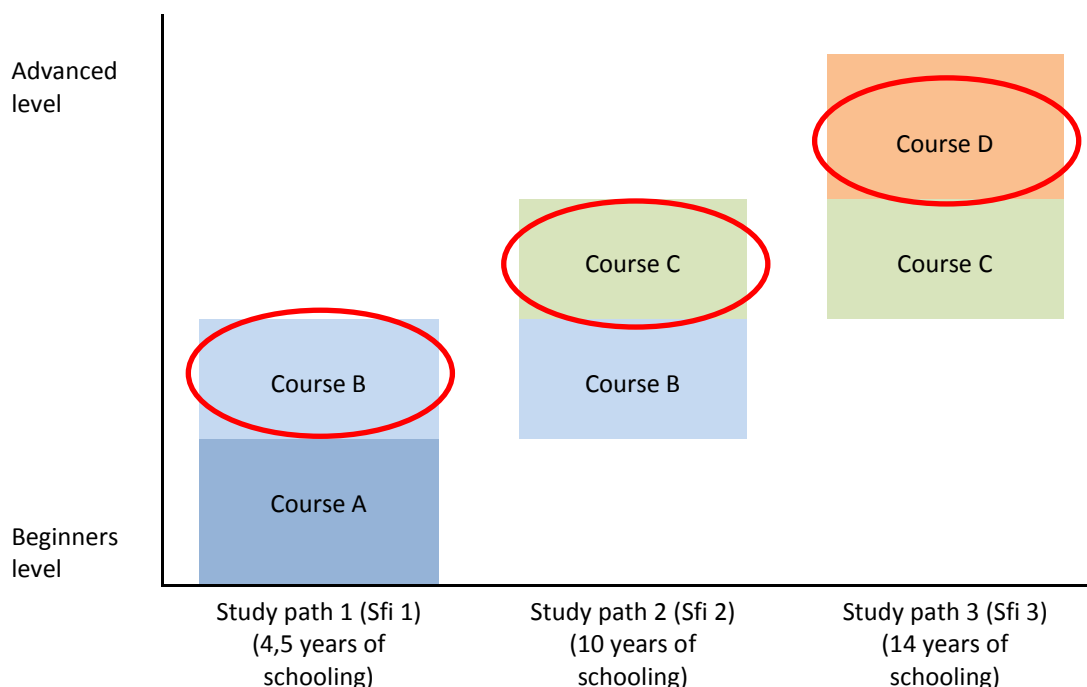 Advanced
level
Course D
Course C
Course C
Course B
Course B
Course A
Beginners
level
Study path 1 (Sfi 1)
(4,5 years of
schooling)
Study path 2 (Sfi 2)
(10 years of
schooling)
Study path 3 (Sfi 3)
(14 years of
schooling)